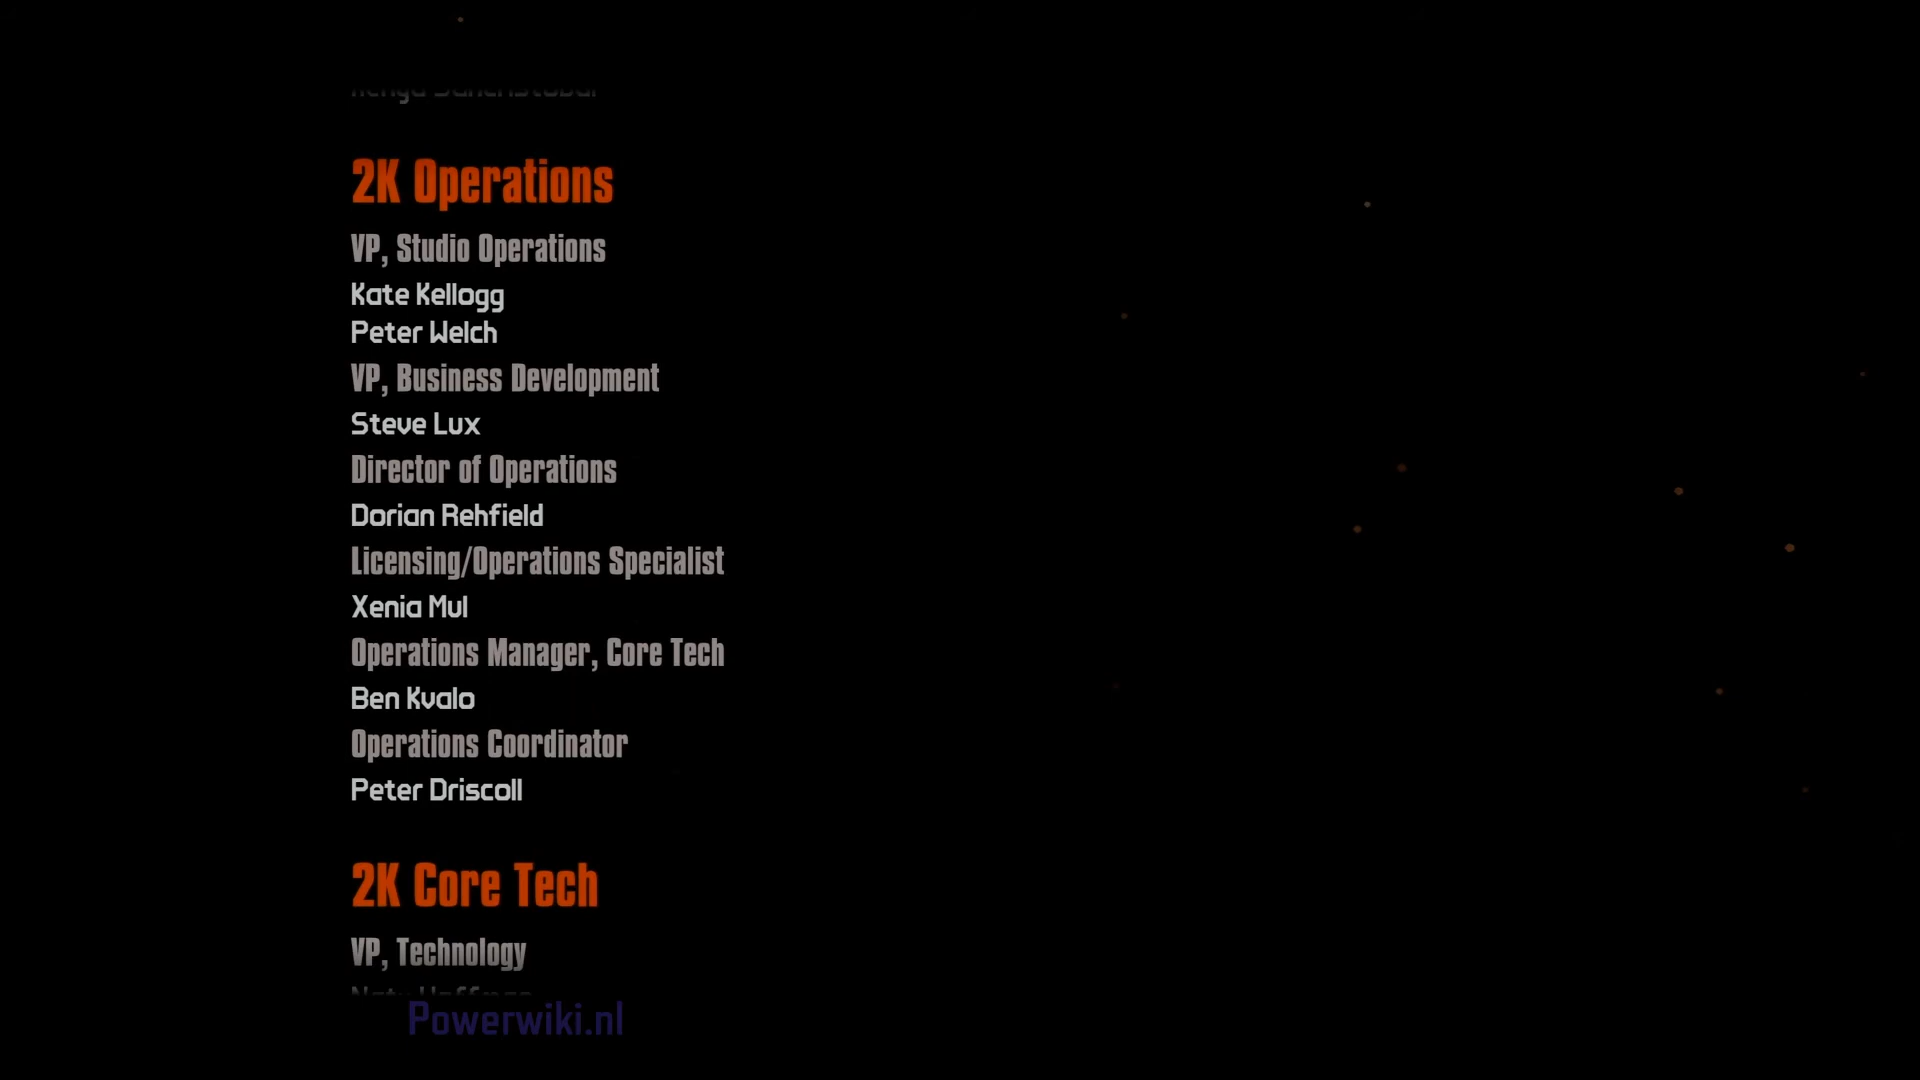 2K Operations
VP, Studio Operations
Kate Kellogg
Peter Welch
VP, Business Development
Steve Lux
Director of Operations
Dorian Rehfield
Licensing/Operations Specialist
Xenia Mul
Operations Manager, Core Tech
Ben Kvalo
Operations Coordinator
Peter Driscoll
2K Core Tech
VP, Technology
Powerwiki.nl